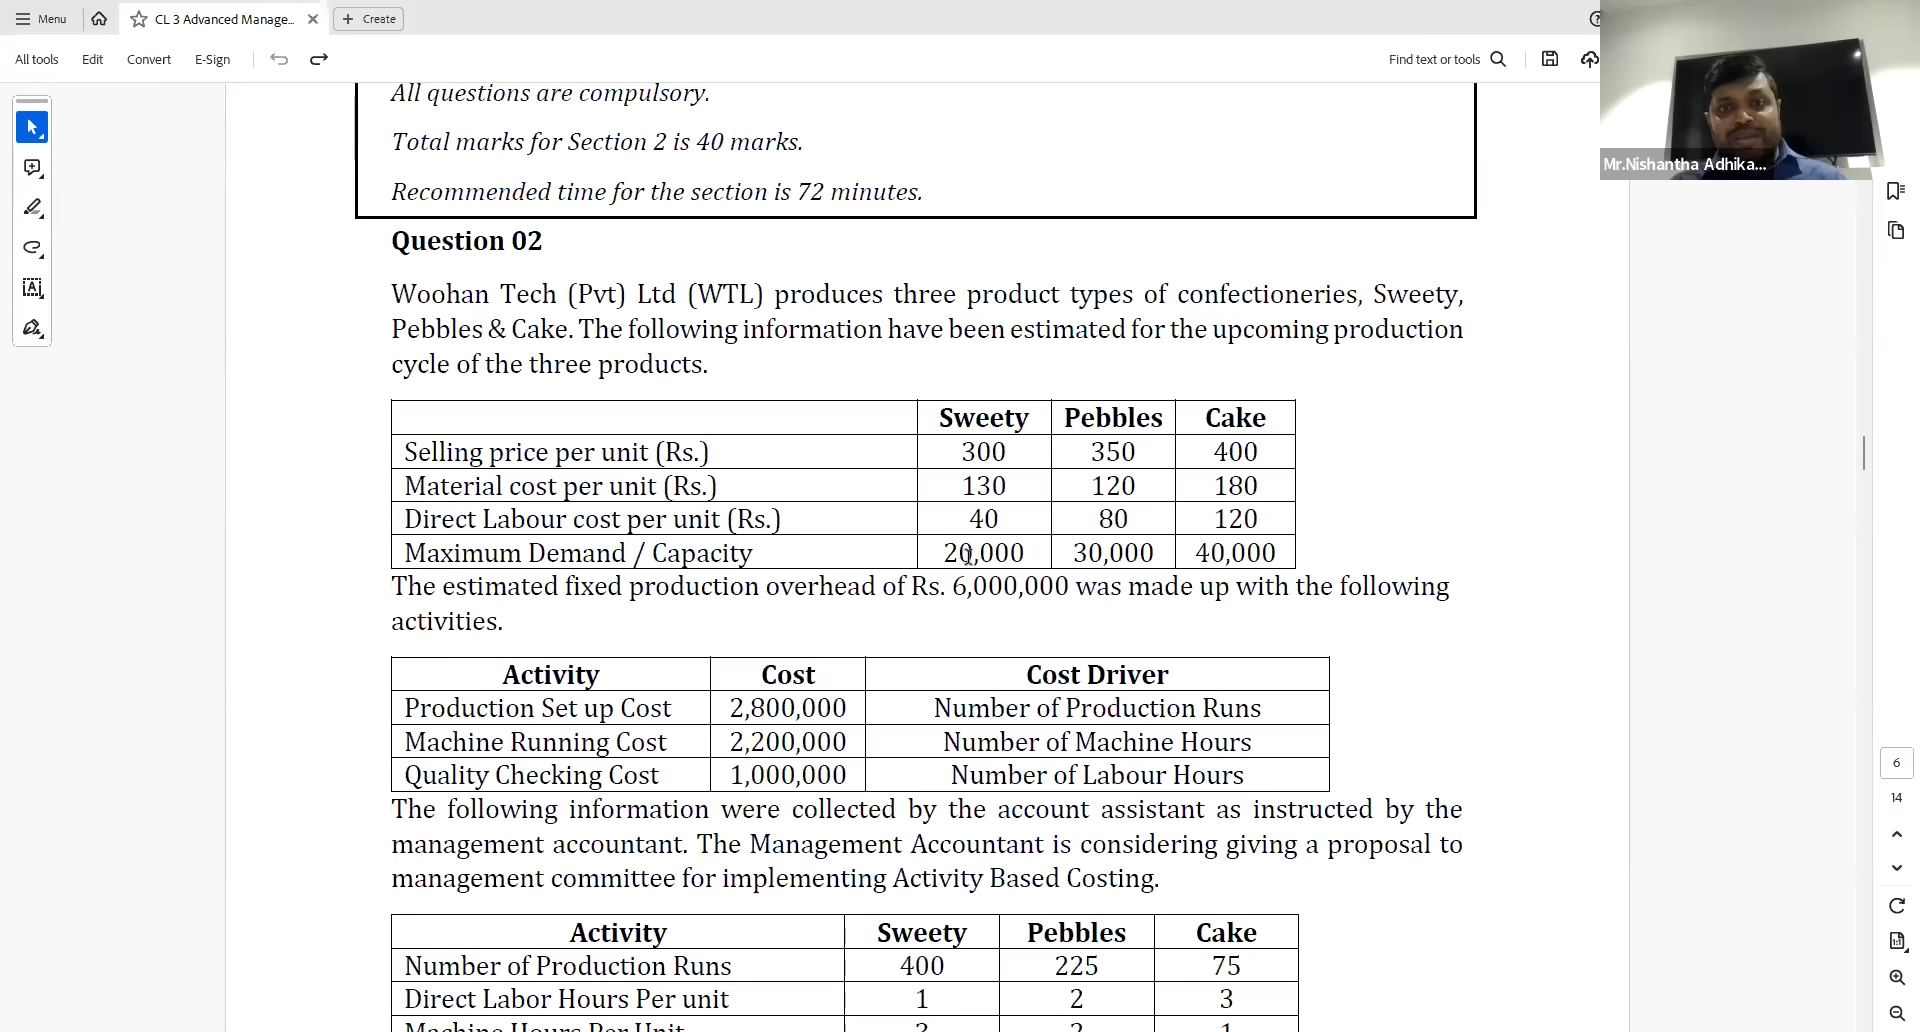 Menu
CL 3 Advanced Manage...
Create
All tools
Edit
Convert
E-Sign
Find text or tools
Mr.Nishantha Adhika...
All questions are compulsory.
Total marks for Section 2 is 40 marks.
Recommended time for the section is 72 minutes.
Question 02
Woohan Tech (Pvt) Ltd (WTL) produces three product types of confectioneries, Sweety,
Pebbles & Cake. The following information have been estimated for the upcoming production
cycle of the three products.
Sweety Pebbles Cake
Selling price per unit (Rs.) 300 350 400
Material cost per unit (Rs.) 130 120 180
Direct Labour cost per unit (Rs.) 40 80 120
Maximum Demand / Capacity 20,000 30,000 40,000
The estimated fixed production overhead of Rs. 6,000,000 was made up with the following
activities.
Activity Cost Cost Driver
Production Set up Cost 2,800,000 Number of Production Runs
Machine Running Cost 2,200,000 Number of Machine Hours
Quality Checking Cost 1,000,000 Number of Labour Hours
The following information were collected by the account assistant as instructed by the
management accountant. The Management Accountant is considering giving a proposal to
management committee for implementing Activity Based Costing.
Activity Sweety Pebbles Cake
Number of Production Runs 400 225 75
Direct Labor Hours Per unit 1 2 3
Machine Hours Per Unit 3 2 1
6
14